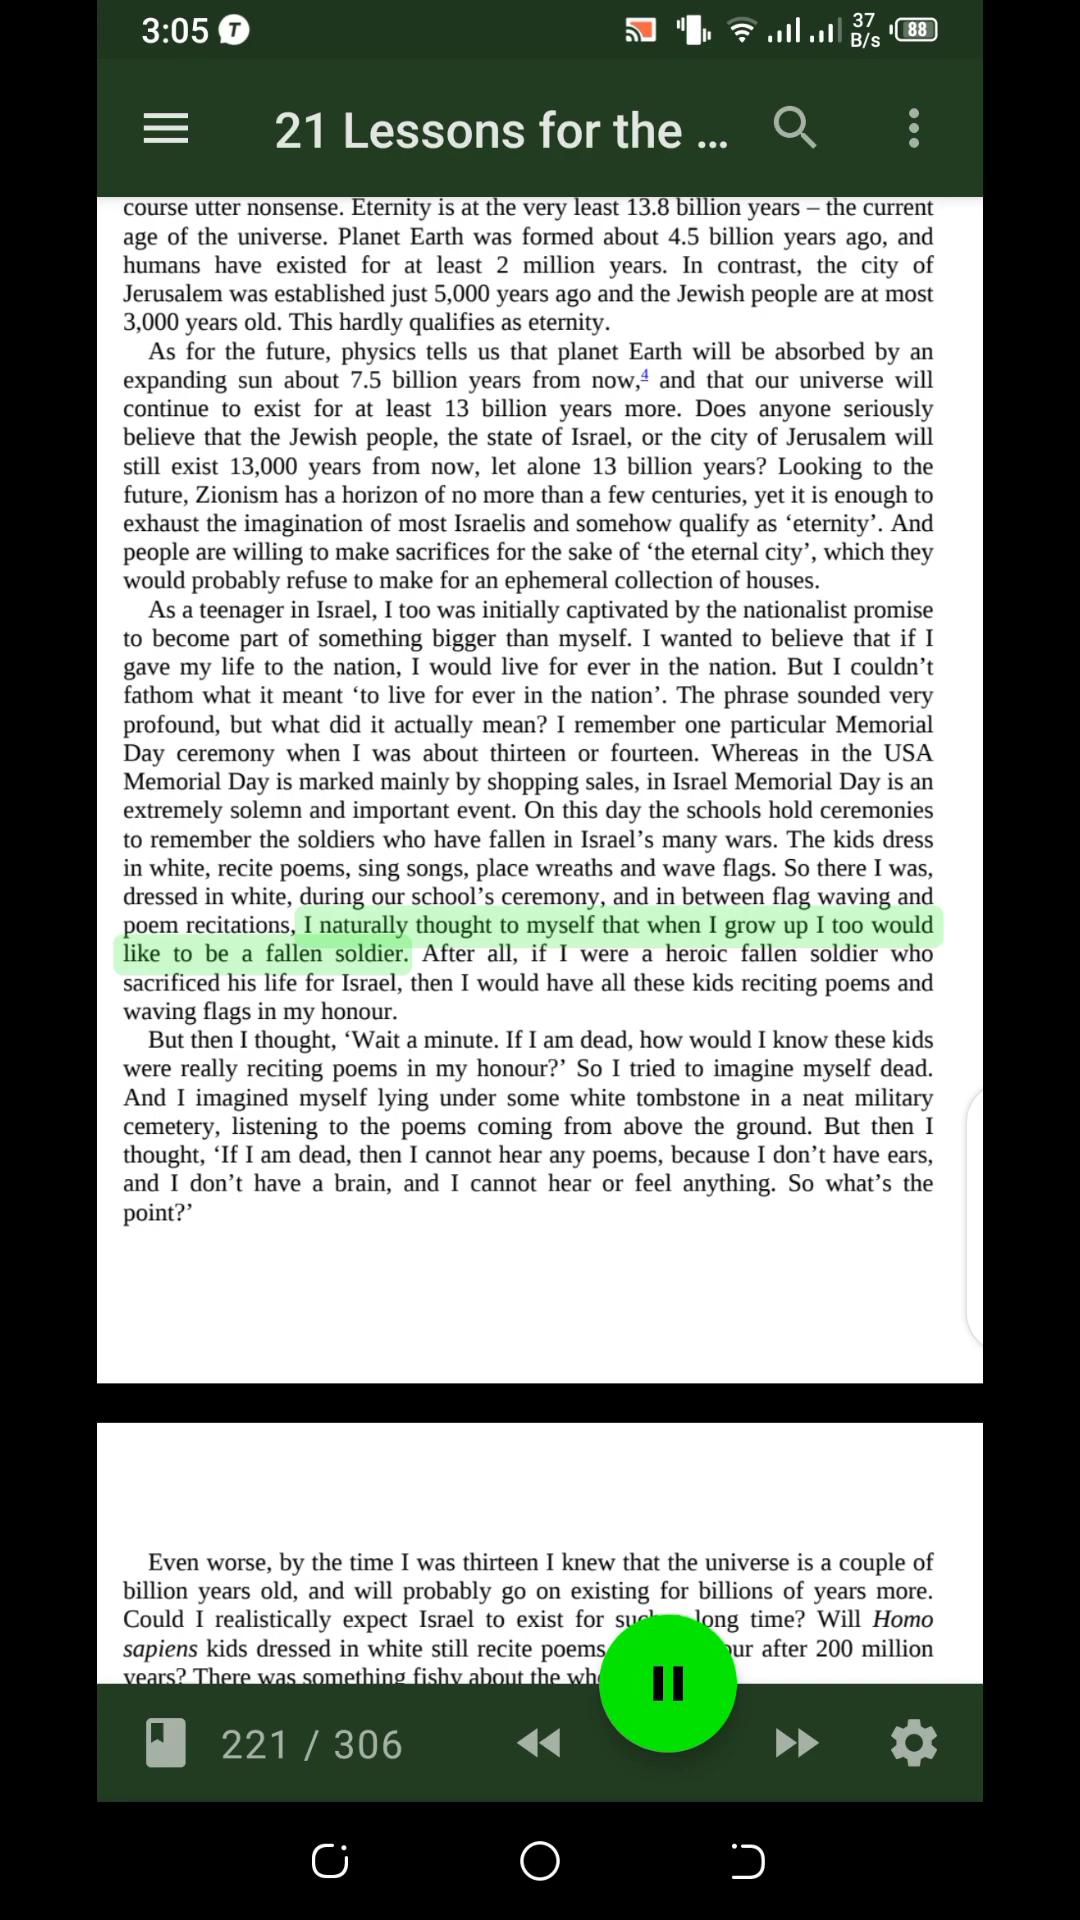 3:05
37
B/s
88
21 Lessons for the ...
course utter nonsense. Eternity is at the very least 13.8 billion years – the current
age of the universe. Planet Earth was formed about 4.5 billion years ago, and
humans have existed for at least 2 million years. In contrast, the city of
Jerusalem was established just 5,000 years ago and the Jewish people are at most
3,000 years old. This hardly qualifies as eternity.
As for the future, physics tells us that planet Earth will be absorbed by an
expanding sun about 7.5 billion years from now,4 and that our universe will
continue to exist for at least 13 billion years more. Does anyone seriously
believe that the Jewish people, the state of Israel, or the city of Jerusalem will
still exist 13,000 years from now, let alone 13 billion years? Looking to the
future, Zionism has a horizon of no more than a few centuries, yet it is enough to
exhaust the imagination of most Israelis and somehow qualify as ‘eternity’. And
people are willing to make sacrifices for the sake of ‘the eternal city’, which they
would probably refuse to make for an ephemeral collection of houses.
As a teenager in Israel, I too was initially captivated by the nationalist promise
to become part of something bigger than myself. I wanted to believe that if I
gave my life to the nation, I would live for ever in the nation. But I couldn’t
fathom what it meant ‘to live for ever in the nation’. The phrase sounded very
profound, but what did it actually mean? I remember one particular Memorial
Day ceremony when I was about thirteen or fourteen. Whereas in the USA
Memorial Day is marked mainly by shopping sales, in Israel Memorial Day is an
extremely solemn and important event. On this day the schools hold ceremonies
to remember the soldiers who have fallen in Israel’s many wars. The kids dress
in white, recite poems, sing songs, place wreaths and wave flags. So there I was,
dressed in white, during our school’s ceremony, and in between flag waving and
poem recitations, I naturally thought to myself that when I grow up I too would
like to be a fallen soldier. After all, if I were a heroic fallen soldier who
sacrificed his life for Israel, then I would have all these kids reciting poems and
waving flags in my honour.
But then I thought, ‘Wait a minute. If I am dead, how would I know these kids
were really reciting poems in my honour?’ So I tried to imagine myself dead.
And I imagined myself lying under some white tombstone in a neat military
cemetery, listening to the poems coming from above the ground. But then I
thought, ‘If I am dead, then I cannot hear any poems, because I don’t have ears,
and I don’t have a brain, and I cannot hear or feel anything. So what’s the
point?’
Even worse, by the time I was thirteen I knew that the universe is a couple of
billion years old, and will probably go on existing for billions of years more.
Could I realistically expect Israel to exist for such long time? Will Homo
sapiens kids dressed in white still recite poems after 200 million
years? There was something fishy about the
221 / 306